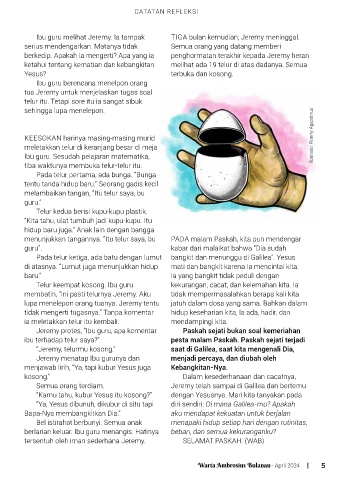 CATATAN REFLEKSI
Ibu guru melihat Jeremy. Ia tampak
serius mendengarkan. Matanya tidak
berkedip. Apakah ia mengerti? Apa yang ia
ketahui tentang kematian dan kebangkitan
Yesus?
Ibu guru berencana menelpon orang
tua Jeremy untuk menjelaskan tugas soal
telur itu. Tetapi sore itu ia sangat sibuk
sehingga lupa menelepon.
KEESOKAN harinya masing-masing murid
meletakkan telur di keranjang besar di meja
Ibu guru. Sesudah pelajaran matematika,
tiba waktunya membuka telur-telur itu.
Pada telur pertama, ada bunga. "Bunga
tentu tanda hidup baru." Seorang gadis kecil
melambaikan tangan, "Itu telur saya, bu
guru."
Telur kedua berisi kupu-kupu plastik.
"Kita tahu, ulat tumbuh jadi kupu-kupu. Itu
hidup baru juga." Anak lain dengan bangga
menunjukkan tangannya. "Itu telur saya, bu
guru".
Pada telur ketiga, ada batu dengan lumut
di atasnya. "Lumut juga menunjukkan hidup
baru."
Telur keempat kosong. Ibu guru
membatin, "Ini pasti telurnya Jeremy. Aku
lupa menelepon orang tuanya. Jeremy tentu
tidak mengerti tugasnya." Tanpa komentar
ia meletakkan telur itu kembali.
Jeremy protes, "Ibu guru, apa komentar
ibu terhadap telur saya?"
"Jeremy, telurmu kosong."
Jeremy menatap Ibu gurunya dan
menjawab lirih, "Ya, tapi kubur Yesus juga
kosong."
Semua orang terdiam.
"Kamu tahu, kubur Yesus itu kosong?"
"Ya, Yesus dibunuh, dikubur di situ tapi
Bapa-Nya membangkitkan Dia."
Bel istirahat berbunyi. Semua anak
berlarian keluar. Ibu guru menangis. Hatinya
tersentuh oleh iman sederhana Jeremy.
TIGA bulan kemudian, Jeremy meninggal.
Semua orang yang datang memberi
penghormatan terakhir kepada Jeremy heran
melihat ada 19 telur di atas dadanya. Semua
terbuka dan kosong.
PADA malam Paskah, kita pun mendengar
kabar dari malaikat bahwa "Dia sudah
bangkit dan menunggu di Galilea". Yesus
mati dan bangkit karena Ia mencintai kita.
Ia yang bangkit tidak peduli dengan
kekurangan, cacat, dan kelemahan kita. Ia
tidak mempermasalahkan berapa kali kita
jatuh dalam dosa yang sama. Bahkan dalam
hidup keseharian kita, Ia ada, hadir, dan
mendampingi kita.
Paskah sejati bukan soal kemeriahan
pesta malam Paskah. Paskah sejati terjadi
saat di Galilea, saat kita mengenali Dia,
menjadi percaya, dan diubah oleh
Kebangkitan-Nya.
Dalam kesederhanaan dan cacatnya,
Jeremy telah sampai di Galilea dan bertemu
dengan Yesusnya. Mari kita tanyakan pada
diri sendiri: Di mana Galilea-mu? Apakah
aku mendapat kekuatan untuk berjalan
menapaki hidup setiap hari dengan rutinitas,
beban, dan semua kekuranganku?
SELAMAT PASKAH. (WAB)
Warta Ambrosius Bulanan - April 2024 | 5